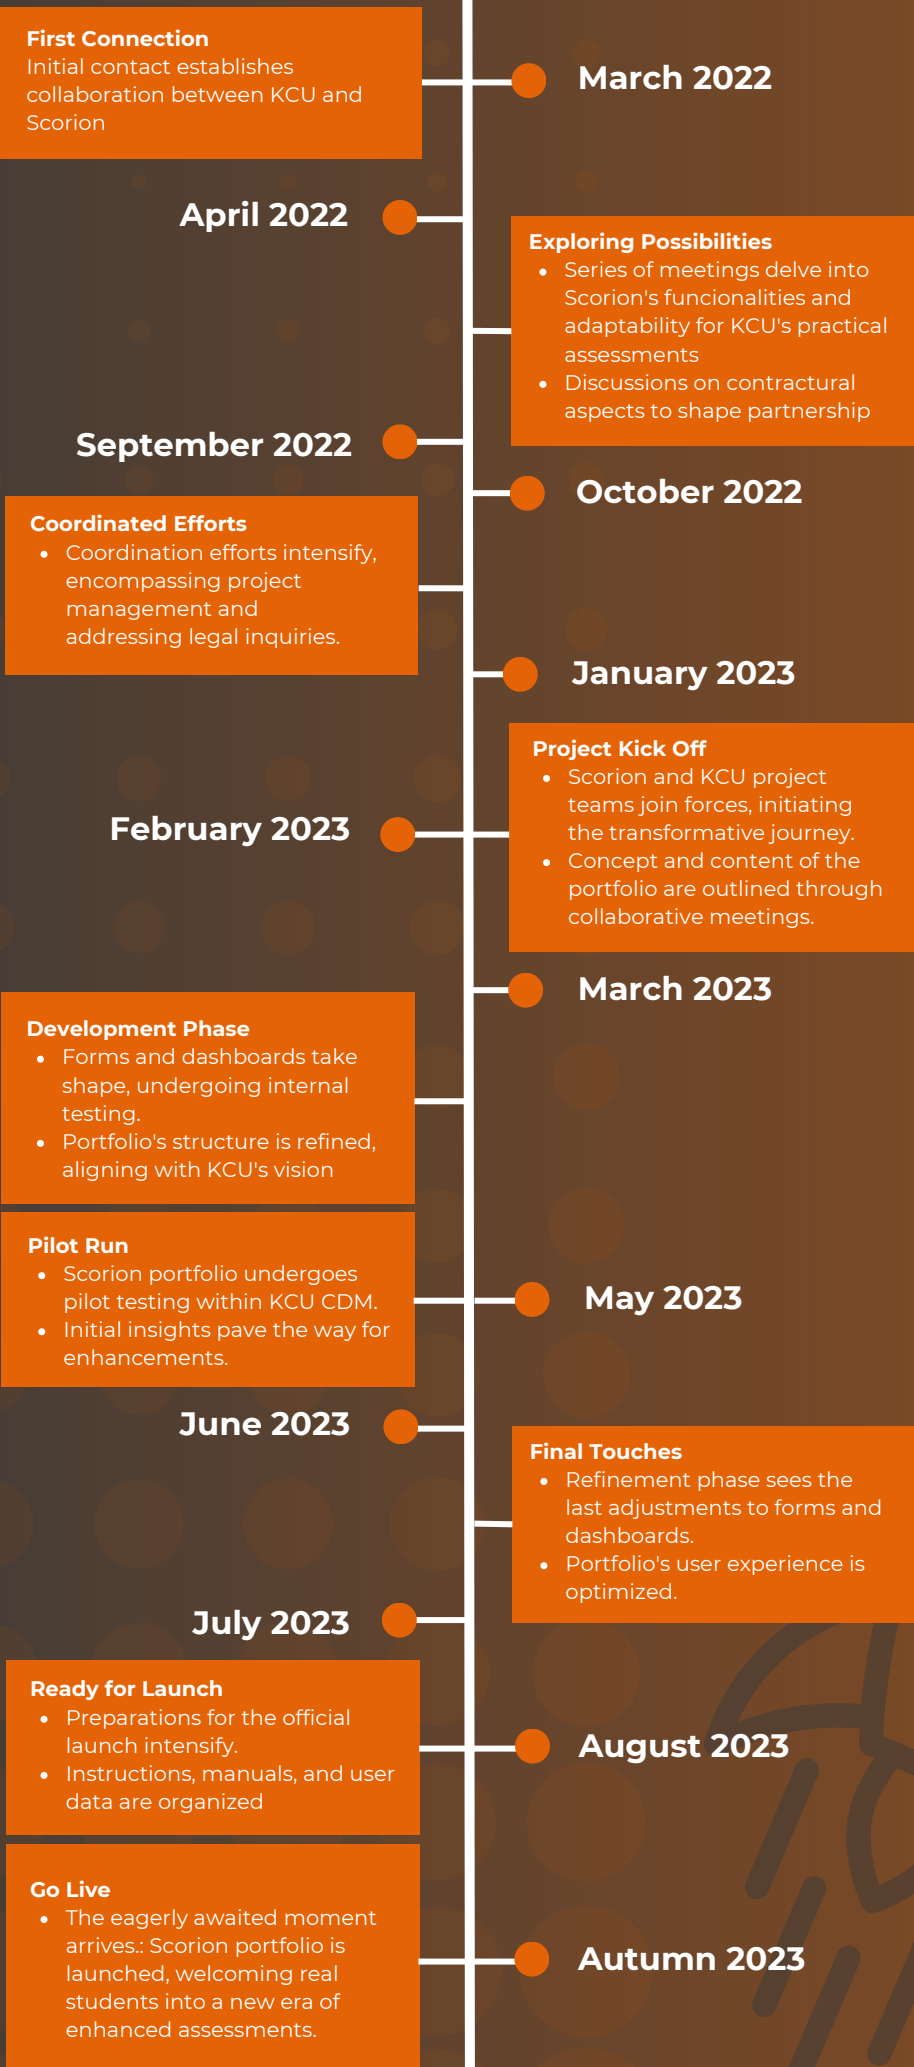 First Connection
Initial contact establishes
collaboration between KCU and
Scorion
March 2022
April 2022
Exploring Possibilities
• Series of meetings delve into
Scorion's funcionalities and
adaptability for KCU's practical
assessments
• Discussions on contractural
aspects to shape partnership
September 2022
October 2022
Coordinated Efforts
• Coordination efforts intensify,
encompassing project
management and
addressing legal inquiries.
January 2023
Project Kick Off
• Scorion and KCU project
teams join forces, initiating
the transformative journey.
• Concept and content of the
portfolio are outlined through
collaborative meetings.
February 2023
March 2023
Development Phase
• Forms and dashboards take
shape, undergoing internal
testing.
• Portfolio's structure is refined,
aligning with KCU's vision
Pilot Run
• Scorion portfolio undergoes
pilot testing within KCU CDM.
• Initial insights pave the way for
enhancements.
May 2023
June 2023
Final Touches
• Refinement phase sees the
last adjustments to forms and
dashboards.
• Portfolio's user experience is
optimized.
July 2023
Ready for Launch
• Preparations for the official
launch intensify.
• Instructions, manuals, and user
data are organized
August 2023
Go Live
• The eagerly awaited moment
arrives.: Scorion portfolio is
launched, welcoming real
students into a new era of
enhanced assessments.
Autumn 2023